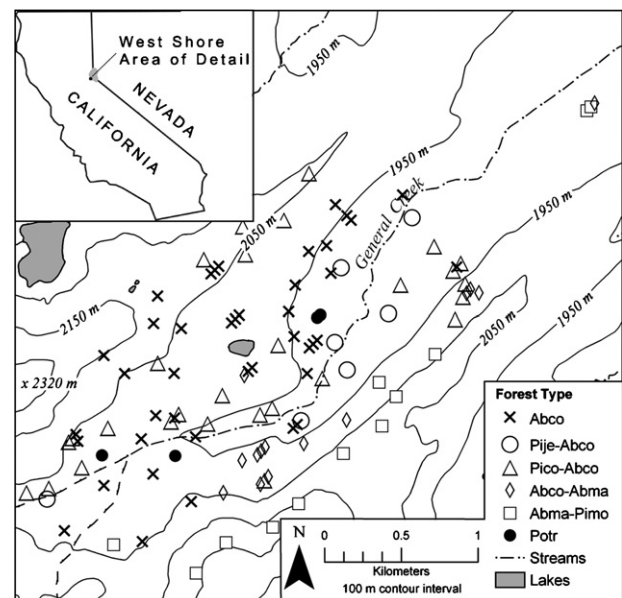 West Shore
Area of Detail
NEVADA
CALIFORNIA
1950 m
2050 m
1950 m
General Creek
1950 m
2050 m
1950 m
2150 m
x 2320 m
Forest Type
Abco
Pije-Abco
Pico-Abco
Abco-Abma
Abma-Pimo
Potr
Streams
Lakes
N
0 0.5 1
Kilometers
100 m contour interval